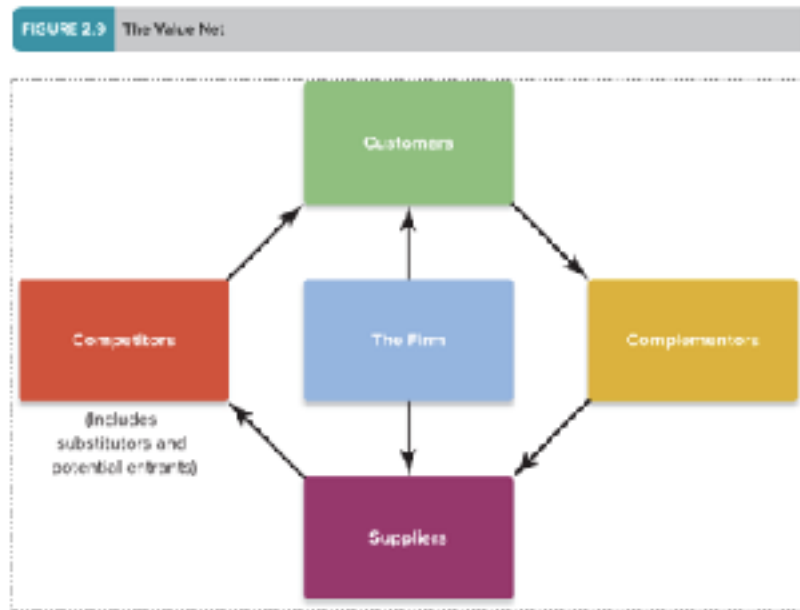 FIGURE 2.9 The Value Net
Customers
Competitors
The Firm
Complementors
(Includes
substitutors and
potential entrants)
Suppliers